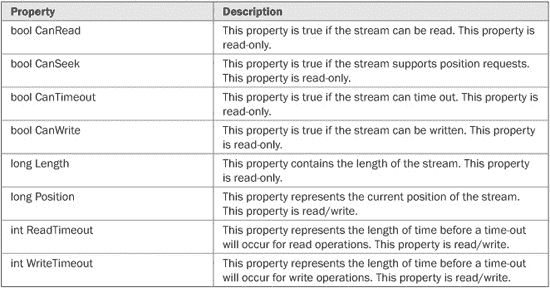 Property Description
bool CanRead This property is true if the stream can be read. This property is
read-only.
bool CanSeek This property is true if the stream supports position requests.
This property is read-only.
bool CanTimeout This property is true if the stream can time out. This property is
read-only.
bool CanWrite This property is true if the stream can be written. This property
is read-only.
long Length This property contains the length of the stream. This property
is read-only.
long Position This property represents the current position of the stream.
This property is read/write.
int ReadTimeout This property represents the length of time before a time-out
will occur for read operations. This property is read/write.
int WriteTimeout This property represents the length of time before a time-out
will occur for write operations. This property is read/write.